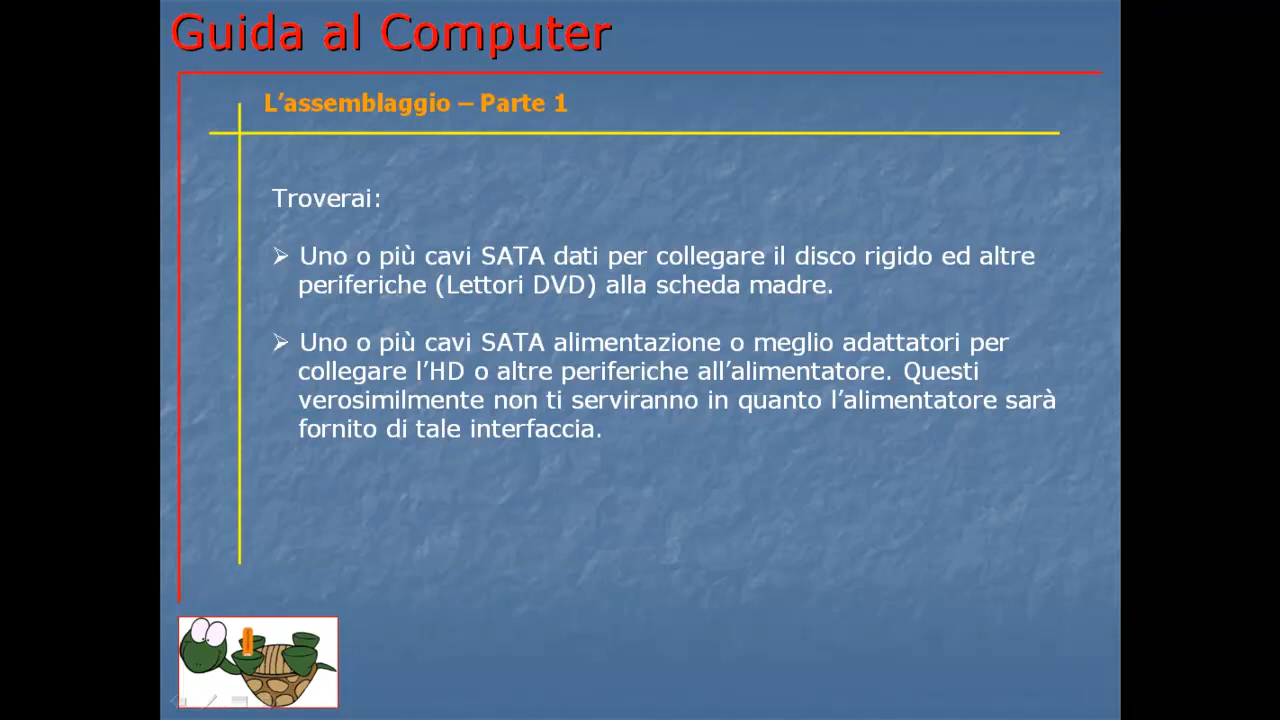 Guida al Computer
L’assemblaggio – Parte 1
Troverai:
➢ Uno o più cavi SATA dati per collegare il disco rigido ed altre
periferiche (Lettori DVD) alla scheda madre.
➢ Uno o più cavi SATA alimentazione o meglio adattatori per
collegare l’HD o altre periferiche all’alimentatore. Questi
verosimilmente non ti serviranno in quanto l’alimentatore sarà
fornito di tale interfaccia.